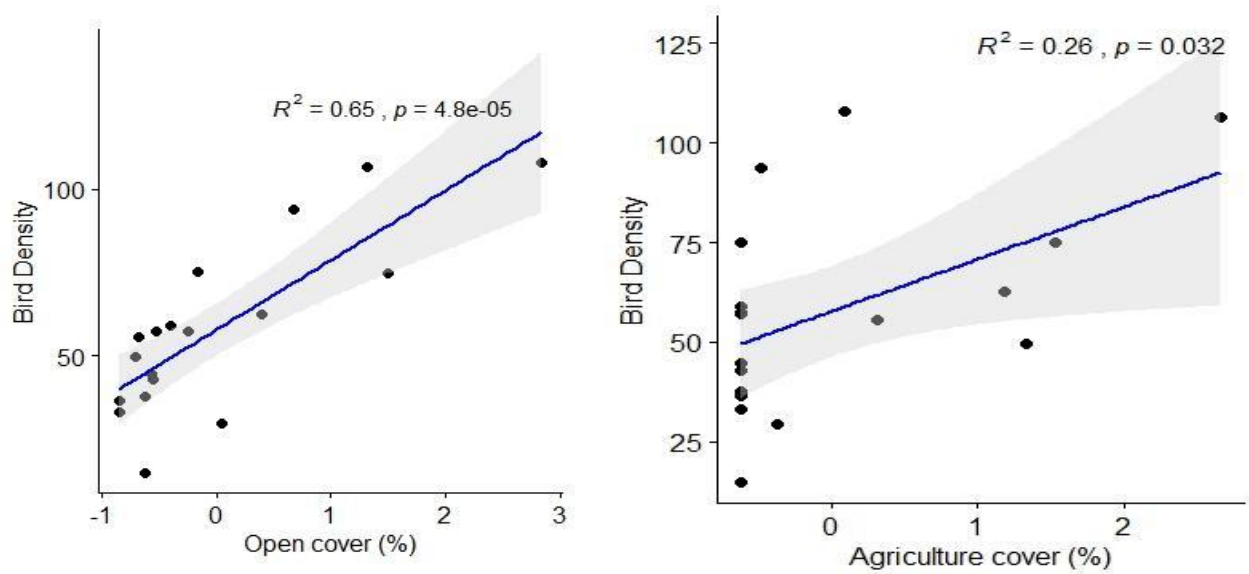 R² = 0.65 , p = 4.8e-05
100
50
Bird Density
-1 0 1 2 3
Open cover (%)
R² = 0.26 , p = 0.032
125
100
75
50
25
Bird Density
0 1 2
Agriculture cover (%)